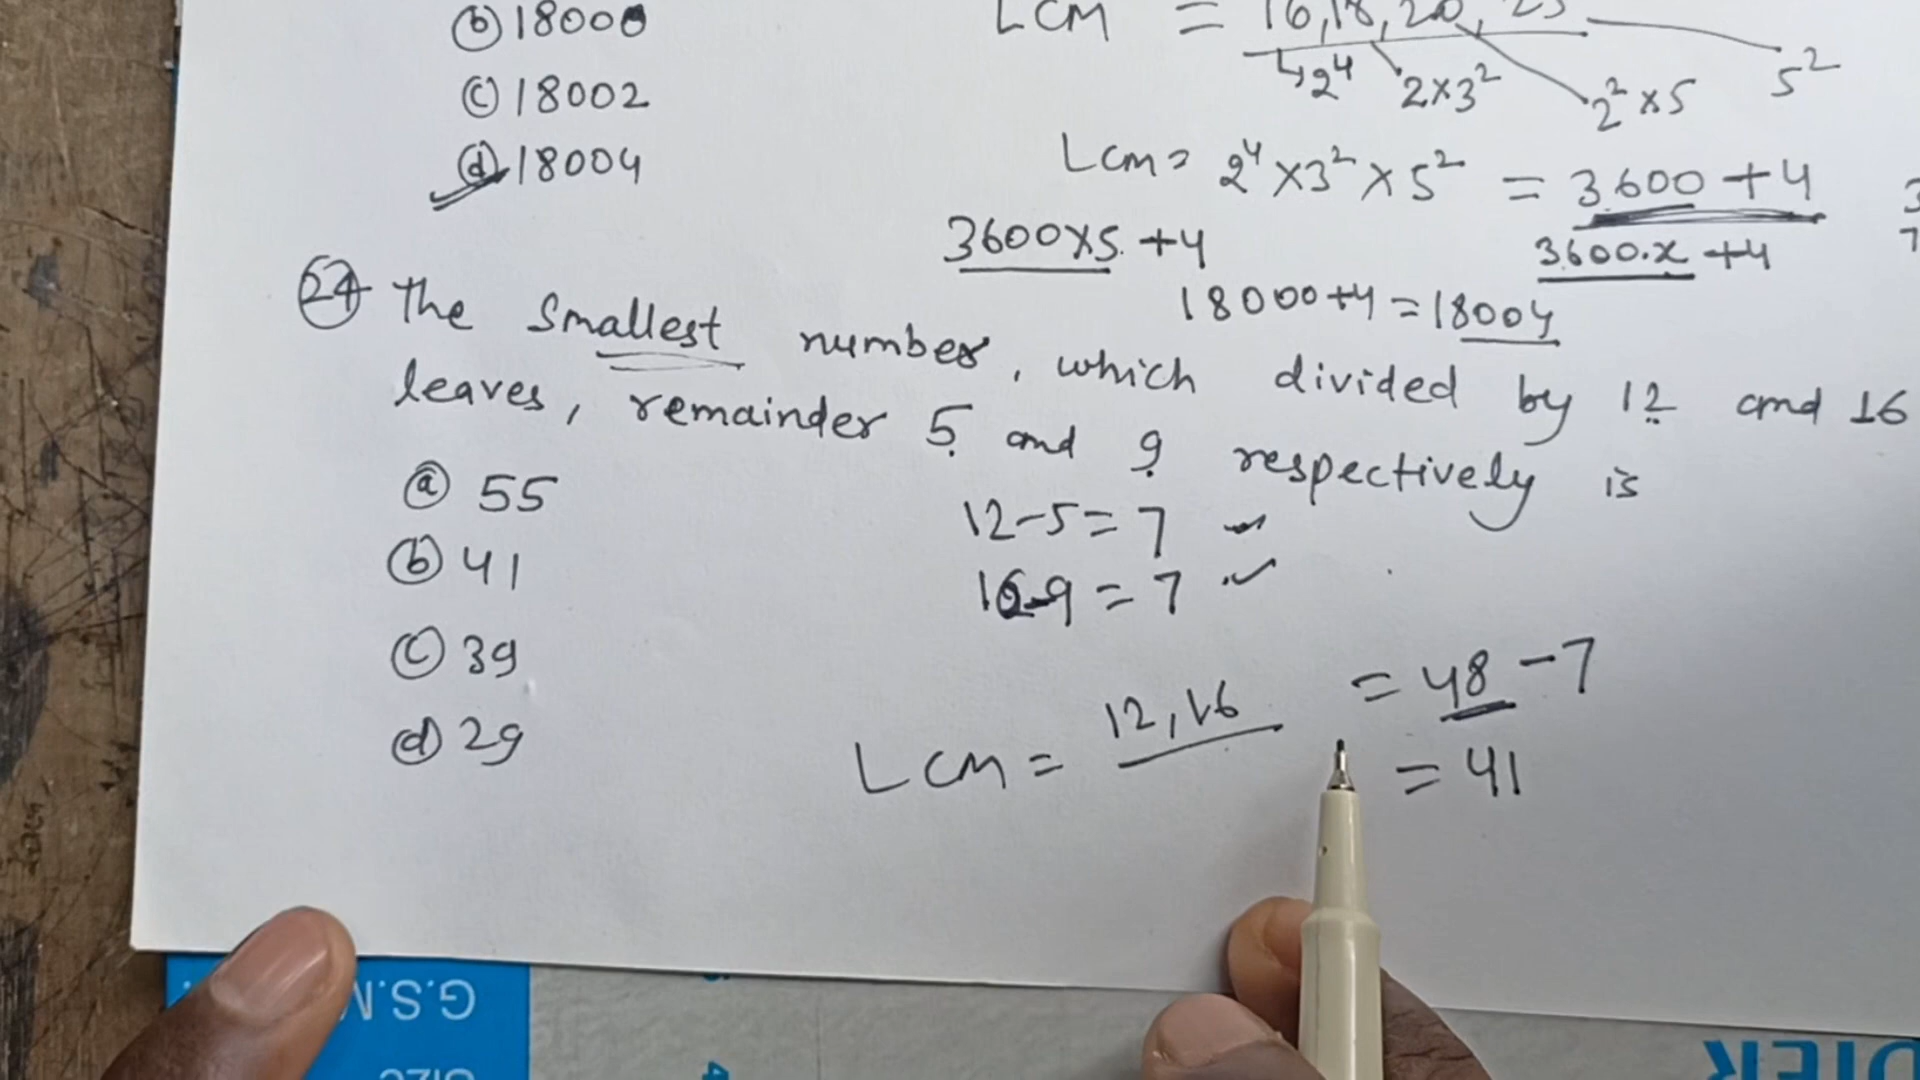 ⓑ 18000
LCM = 16,18,20,25
↳2⁴ 2×3² 2²×5 5²
ⓒ 18002
ⓓ 18004
LCM = 2⁴×3²×5² = 3600+4
3600×5.+4
3600.x+4
18000+4=18004
24 The smallest number, which divided by 12 and 16
leaves, remainder 5 and 9 respectively is
ⓐ 55
12-5=7
ⓑ 41
16-9=7
ⓒ 39
LCM = 12,16 = 48-7
ⓓ 29
= 41
G.S.M
Size
4